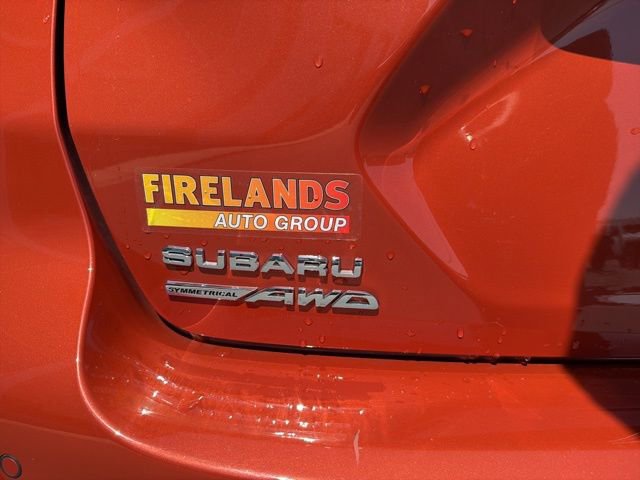 FIRELANDS
AUTO GROUP
SUBARU
SYMMETRICAL AWD